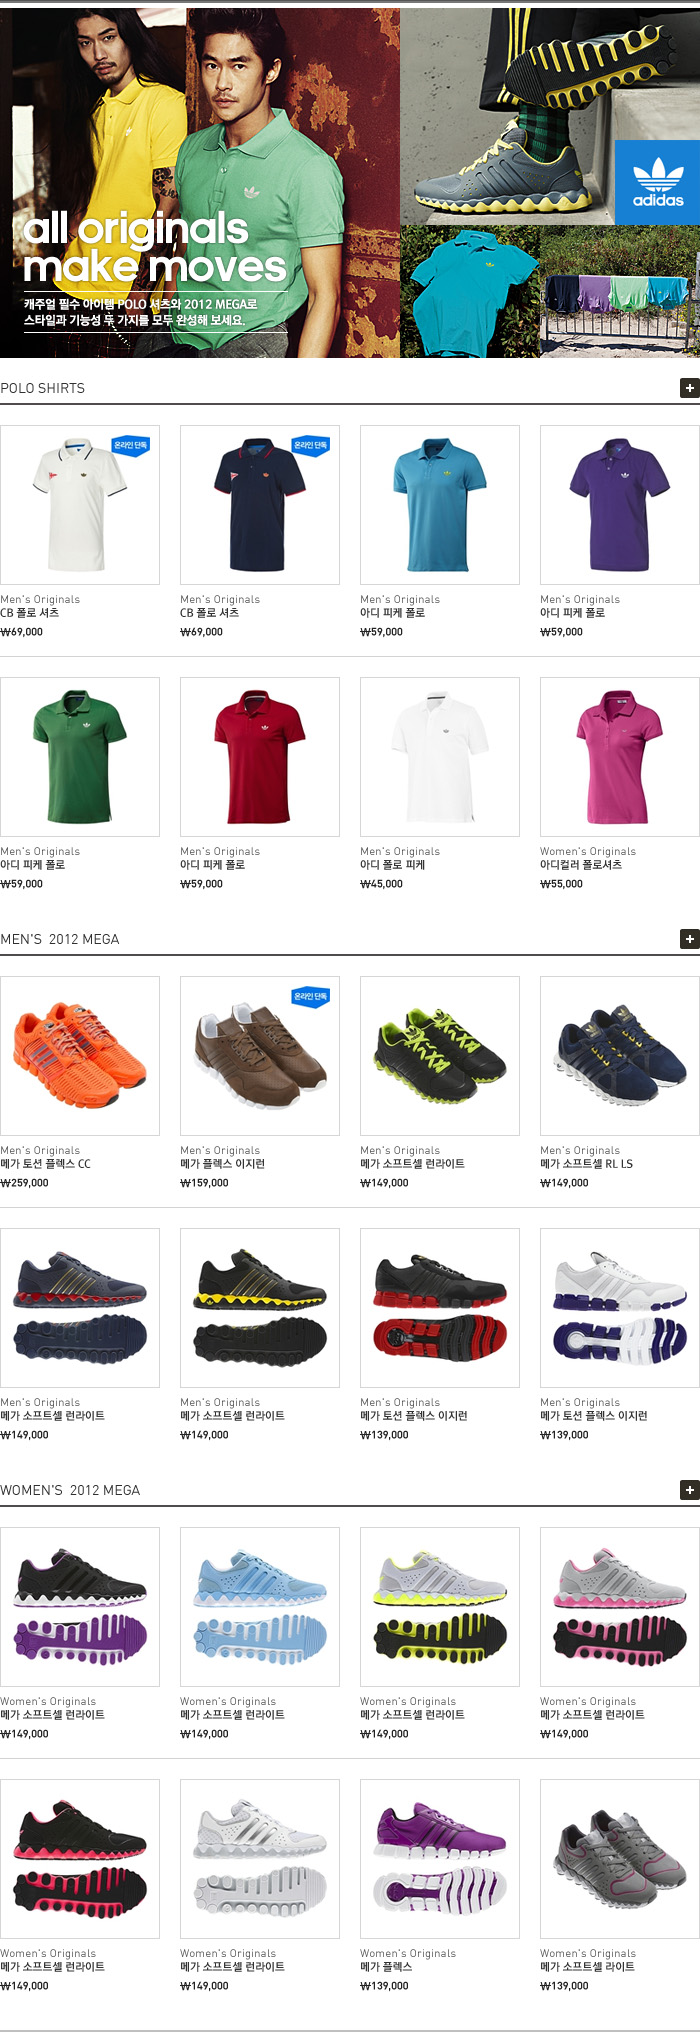 all originals
make moves
캐주얼 필수 아이템 POLO 셔츠와 2012 MEGA로
스타일과 기능성 두 가지를 모두 완성해 보세요.
adidas
POLO SHIRTS
온라인 단독
온라인 단독
Men's Originals
CB 폴로 셔츠
₩69,000
Men's Originals
CB 폴로 셔츠
₩69,000
Men's Originals
아디 피케 폴로
₩59,000
Men's Originals
아디 피케 폴로
₩59,000
Men's Originals
아디 피케 폴로
₩59,000
Men's Originals
아디 피케 폴로
₩59,000
Men's Originals
아디 폴로 피케
₩45,000
Women's Originals
아디컬러 폴로셔츠
₩55,000
MEN'S 2012 MEGA
온라인 단독
Men's Originals
메가 토션 플렉스 CC
₩259,000
Men's Originals
메가 플렉스 이지런
₩159,000
Men's Originals
메가 소프트셀 런라이트
₩149,000
Men's Originals
메가 소프트셀 RL LS
₩149,000
Men's Originals
메가 소프트셀 런라이트
₩149,000
Men's Originals
메가 소프트셀 런라이트
₩149,000
Men's Originals
메가 토션 플렉스 이지런
₩139,000
Men's Originals
메가 토션 플렉스 이지런
₩139,000
WOMEN'S 2012 MEGA
Women's Originals
메가 소프트셀 런라이트
₩149,000
Women's Originals
메가 소프트셀 런라이트
₩149,000
Women's Originals
메가 소프트셀 런라이트
₩149,000
Women's Originals
메가 소프트셀 런라이트
₩149,000
Women's Originals
메가 소프트셀 런라이트
₩149,000
Women's Originals
메가 소프트셀 런라이트
₩149,000
Women's Originals
메가 플렉스
₩139,000
Women's Originals
메가 소프트셀 라이트
₩139,000